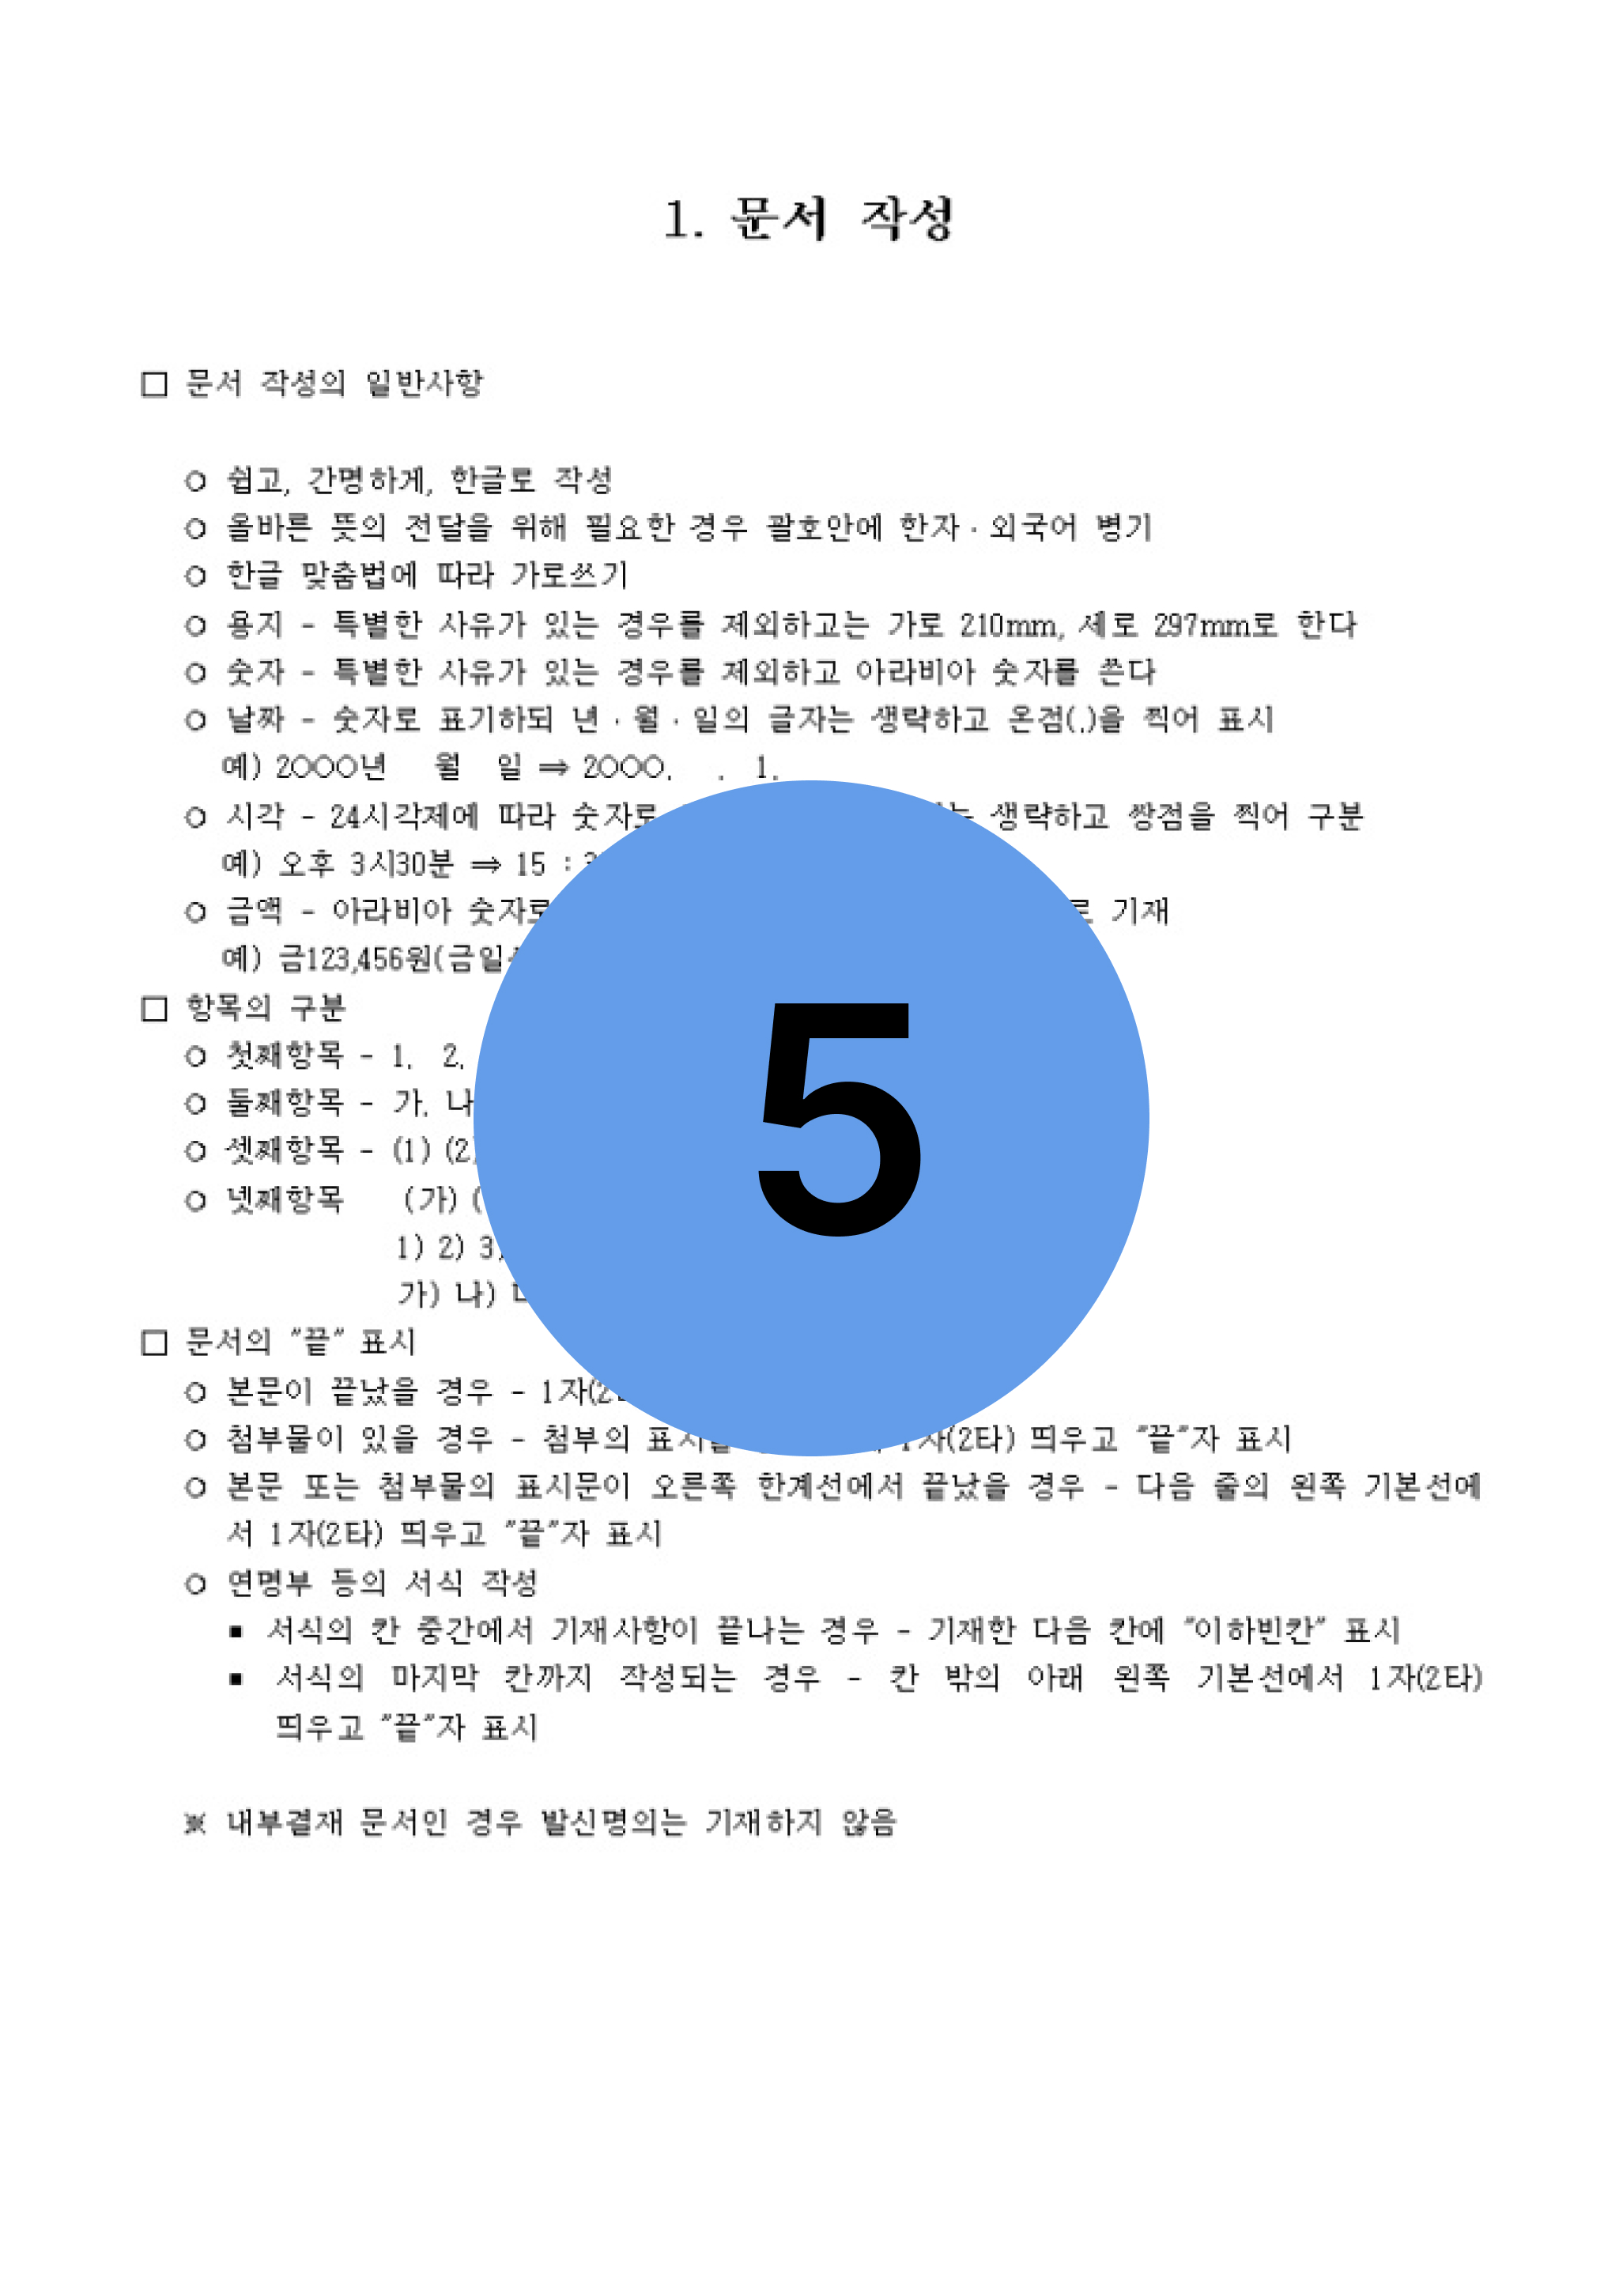 1. 문서 작성
□ 문서 작성의 일반사항
○ 쉽고, 간명하게, 한글로 작성
○ 올바른 뜻의 전달을 위해 필요한 경우 괄호안에 한자·외국어 병기
○ 한글 맞춤법에 따라 가로쓰기
○ 용지 - 특별한 사유가 있는 경우를 제외하고는 가로 210mm, 세로 297mm로 한다
○ 숫자 - 특별한 사유가 있는 경우를 제외하고 아라비아 숫자를 쓴다
○ 날짜 - 숫자로 표기하되 년·월·일의 글자는 생략하고 온점(.)을 찍어 표시
예) 2○○○년 월 일 ⇒ 2○○○. . 1.
○ 시각 - 24시각제에 따라 숫자로 생략하고 쌍점을 찍어 구분
예) 오후 3시30분 ⇒ 15 :
○ 금액 - 아라비아 숫자로 기재
예) 금123,456원(금일
□ 항목의 구분
○ 첫째항목 - 1. 2.
○ 둘째항목 - 가.
○ 셋째항목 - (1) (2
○ 넷째항목 (가) (
1) 2) 3
가) 나)
5
□ 문서의 "끝" 표시
○ 본문이 끝났을 경우 - 1자(2
○ 첨부물이 있을 경우 - 첨부의 1자(2타) 띄우고 "끝"자 표시
○ 본문 또는 첨부물의 표시문이 오른쪽 한계선에서 끝났을 경우 - 다음 줄의 왼쪽 기본선에
서 1자(2타) 띄우고 "끝"자 표시
○ 연명부 등의 서식 작성
▪ 서식의 칸 중간에서 기재사항이 끝나는 경우 - 기재한 다음 칸에 "이하빈칸" 표시
▪ 서식의 마지막 칸까지 작성되는 경우 - 칸 밖의 아래 왼쪽 기본선에서 1자(2타)
띄우고 "끝"자 표시
※ 내부결재 문서인 경우 발신명의는 기재하지 않음